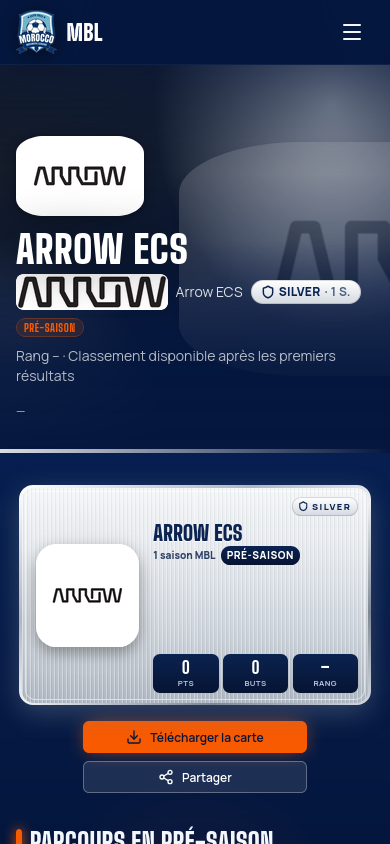 MOROCCO
MBL
ARROW
ARROW ECS
ARROW
Arrow ECS
SILVER · 1 S.
PRÉ-SAISON
Rang – · Classement disponible après les premiers
résultats
—
SILVER
ARROW ECS
1 saison MBL PRÉ-SAISON
ARROW
0 0 –
PTS BUTS RANG
Télécharger la carte
Partager
PARCOURS EN PRÉ-SAISON